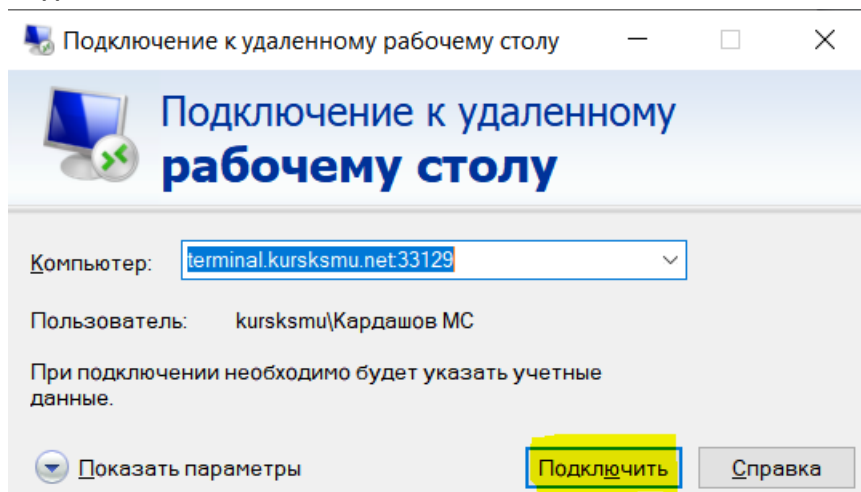 Подключение к удаленному рабочему столу
Подключение к удаленному
рабочему столу
Компьютер: terminal.kursksmu.net:33129
Пользователь: kursksmu\Кардашов МС
При подключении необходимо будет указать учетные
данные.
Показать параметры Подключить Справка